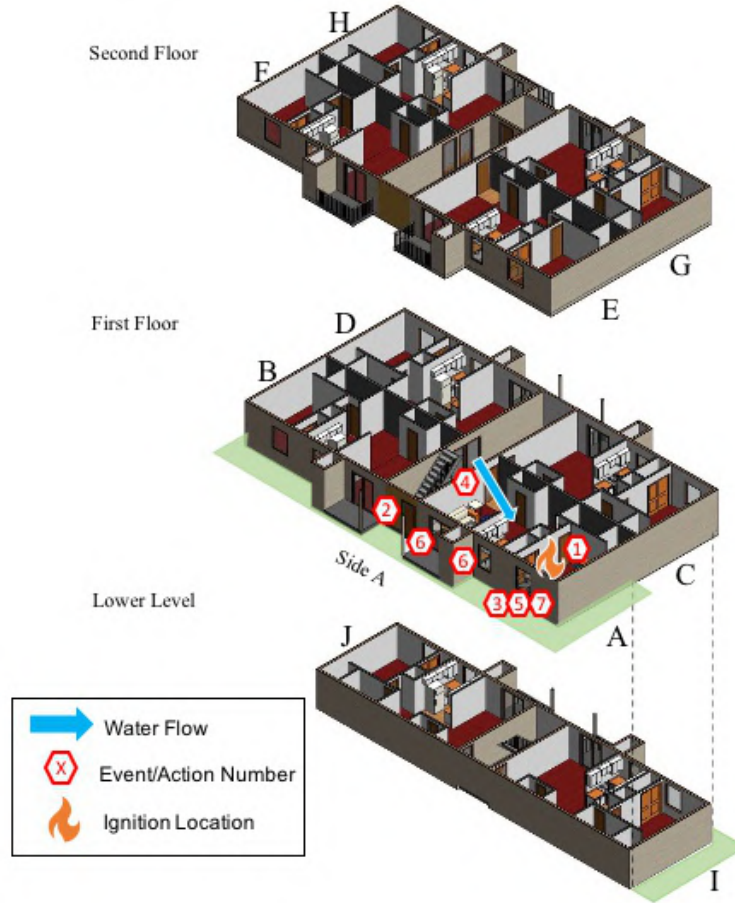 H
Second Floor
F
G
E
First Floor
D
B
4
2
6
1
6
Side A
C
3 5 7
Lower Level
A
J
Water Flow
X
Event/Action Number
Ignition Location
I